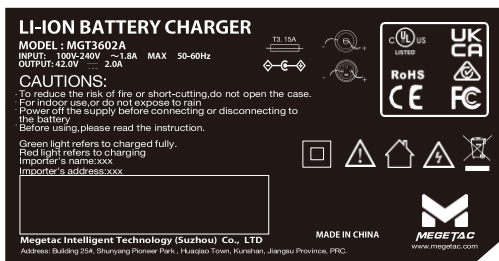 LI-ION BATTERY CHARGER
MODEL : MGT3602A
INPUT: 100V-240V ～1.8A MAX 50-60Hz
OUTPUT: 42.0V ⎓ 2.0A
T3. 15A
c UL us
LISTED
UK
CA
RoHS
CE
FC
CAUTIONS:
· To reduce the risk of fire or short-cutting,do not open the case.
· For indoor use,or do not expose to rain
· Power off the supply before connecting or disconnecting to
the battery
· Before using,please read the instruction.
Green light refers to charged fully.
Red light refers to charging
Importer's name:xxx
Importer's address:xxx
Megetac Intelligent Technology (Suzhou) Co., LTD
Address: Building 25#, Shunyang Pioneer Park , Huaqiao Town, Kunshan, Jiangsu Province, PRC.
MADE IN CHINA
MEGETAC
www.megetac.com